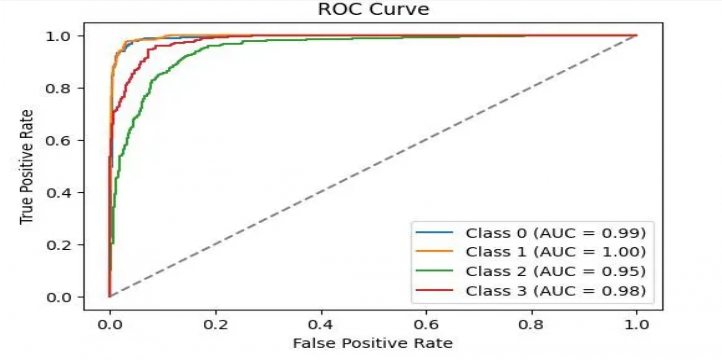 ROC Curve
1.0
0.8
0.6
0.4
0.2
0.0
True Positive Rate
Class 0 (AUC = 0.99)
Class 1 (AUC = 1.00)
Class 2 (AUC = 0.95)
Class 3 (AUC = 0.98)
0.0 0.2 0.4 0.6 0.8 1.0
False Positive Rate